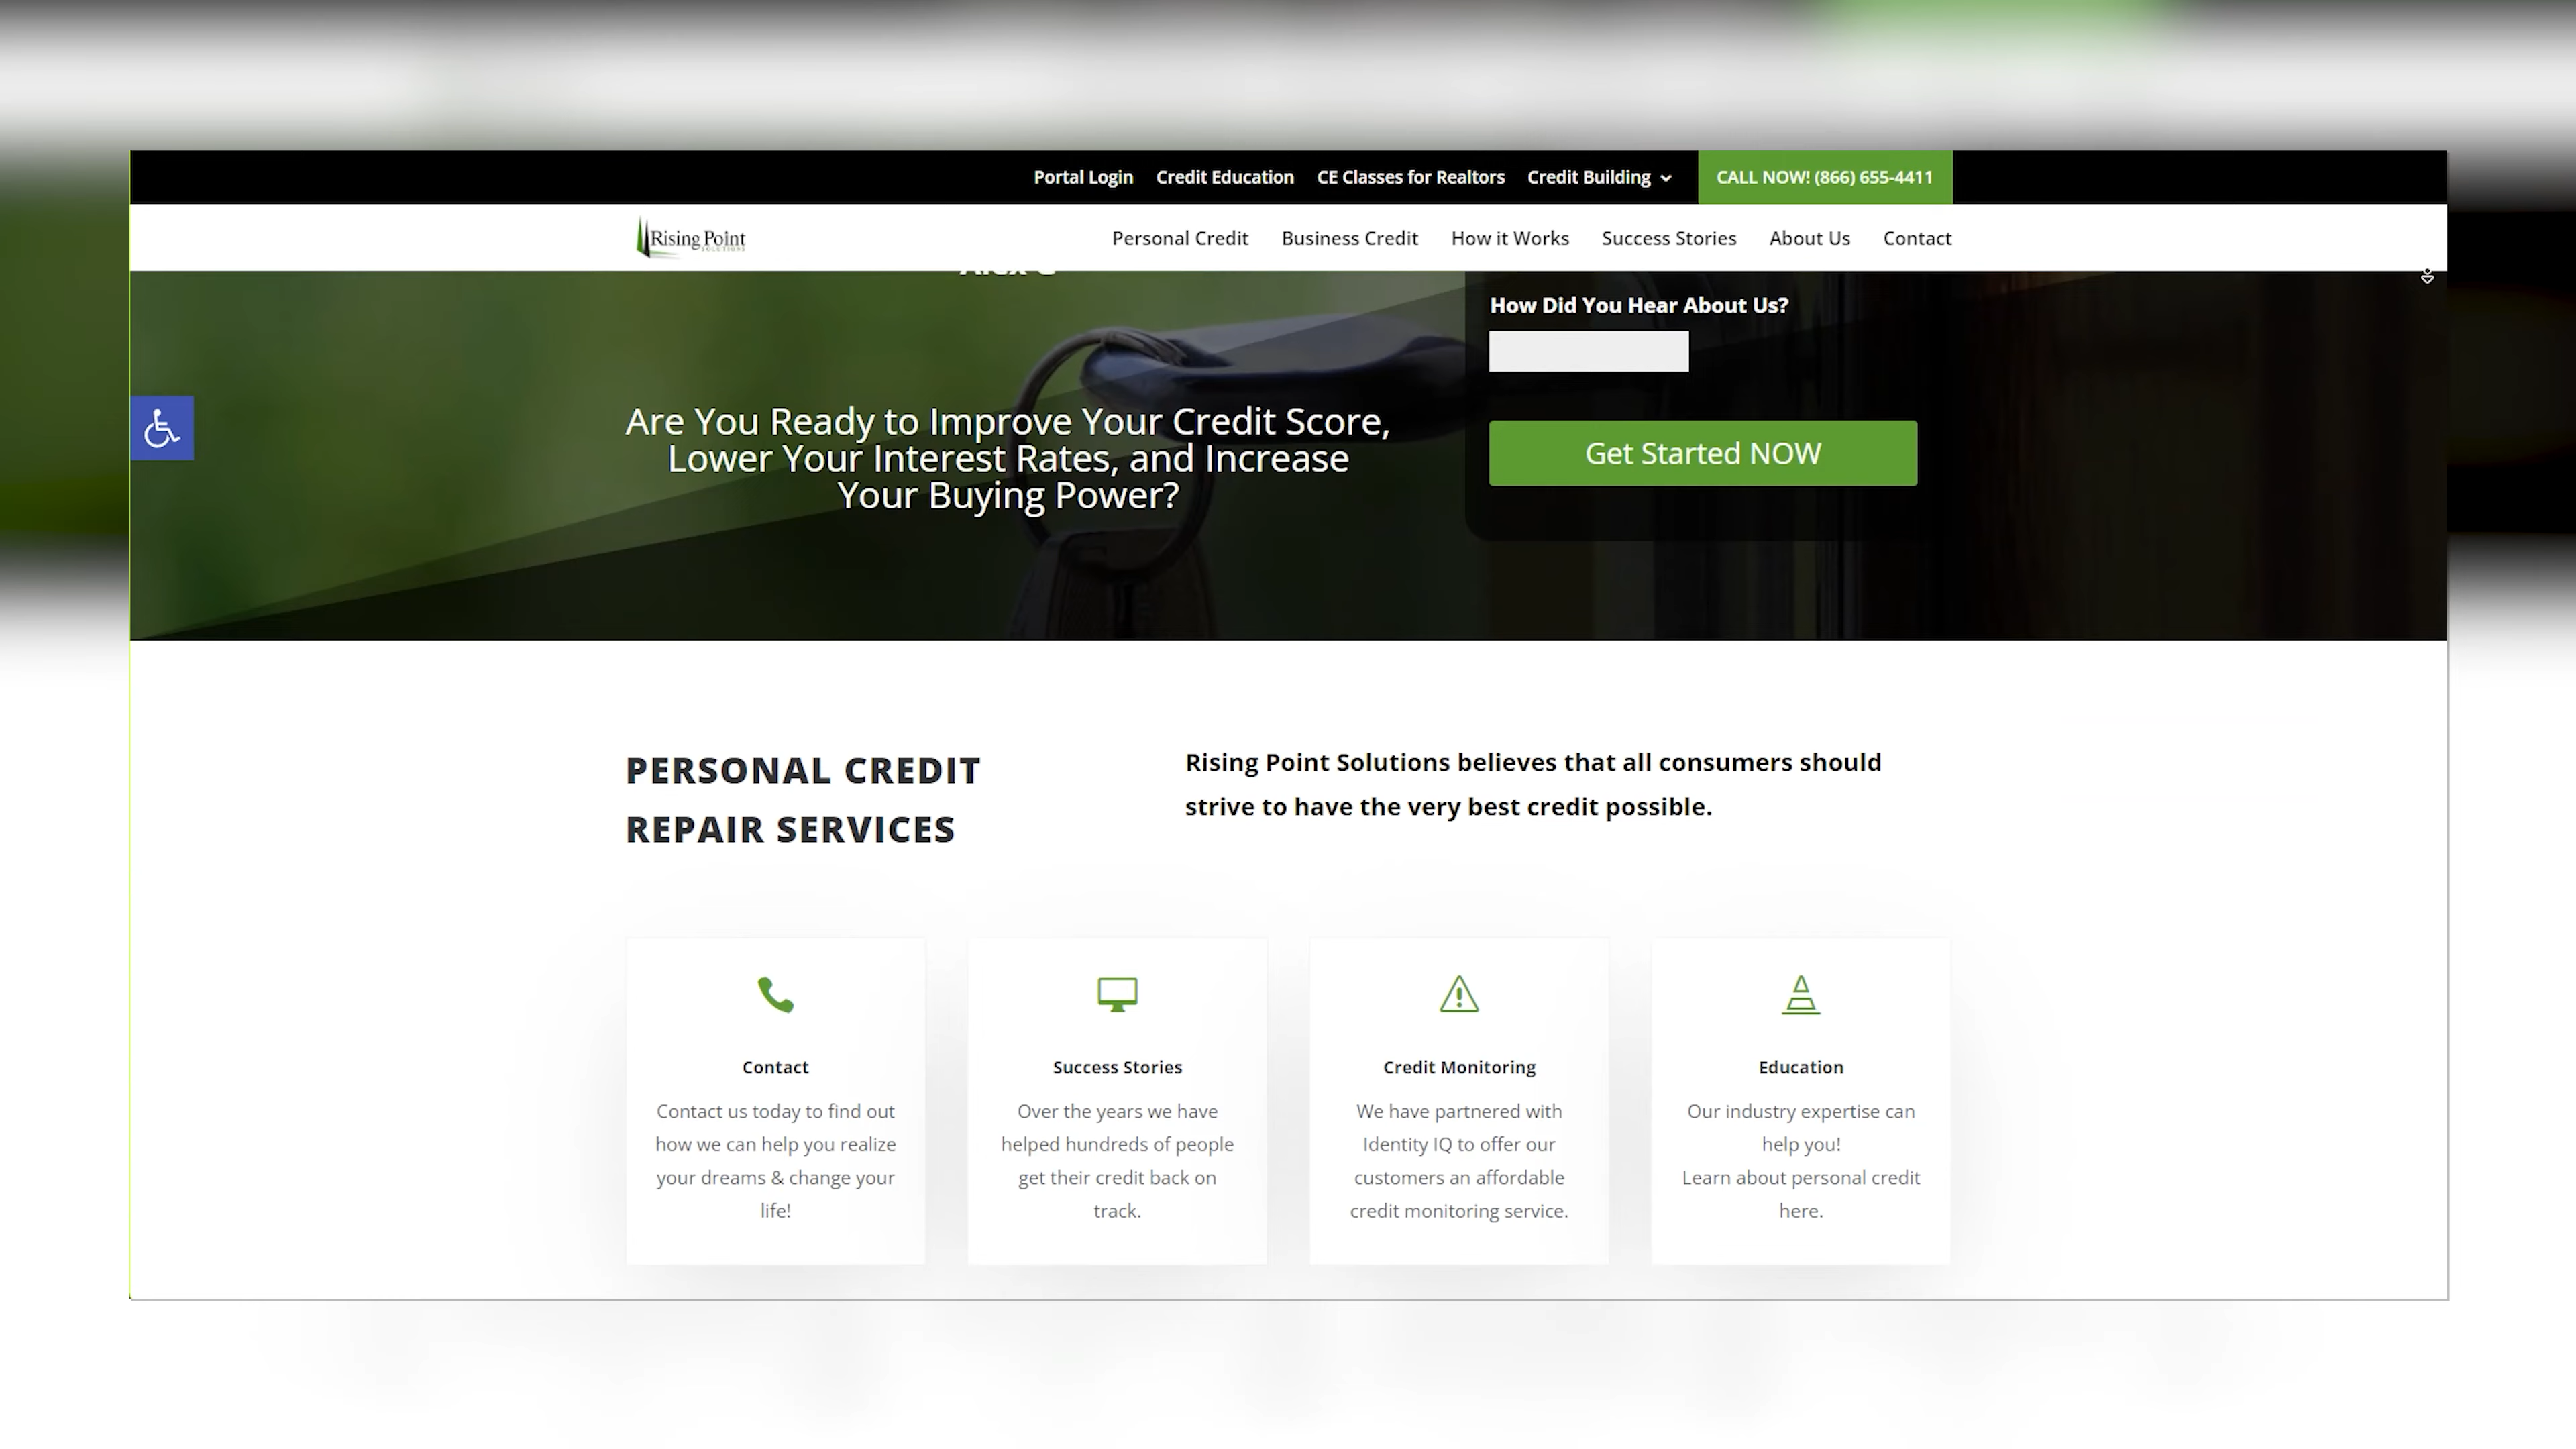 Portal Login Credit Education CE Classes for Realtors Credit Building CALL NOW! (866) 655-4411
Rising Point
SOLUTIONS
Personal Credit Business Credit How it Works Success Stories About Us Contact
How Did You Hear About Us?
Are You Ready to Improve Your Credit Score,
Lower Your Interest Rates, and Increase
Your Buying Power?
Get Started NOW
PERSONAL CREDIT
REPAIR SERVICES
Rising Point Solutions believes that all consumers should
strive to have the very best credit possible.
Contact
Contact us today to find out
how we can help you realize
your dreams & change your
life!
Success Stories
Over the years we have
helped hundreds of people
get their credit back on
track.
Credit Monitoring
We have partnered with
Identity IQ to offer our
customers an affordable
credit monitoring service.
Education
Our industry expertise can
help you!
Learn about personal credit
here.